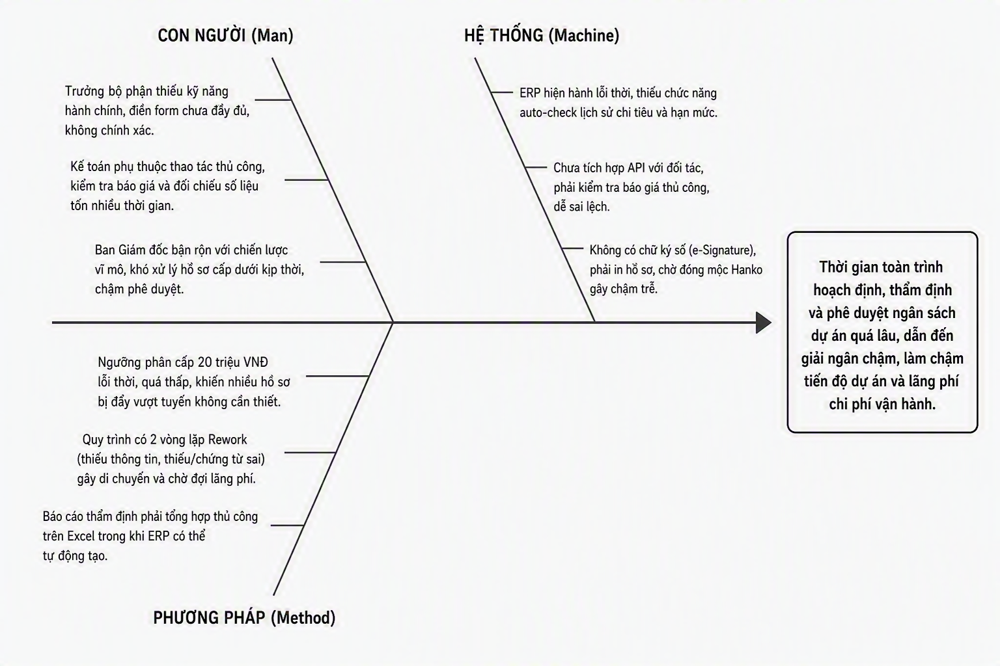 CON NGƯỜI (Man)
Trưởng bộ phận thiếu kỹ năng
hành chính, điền form chưa đầy đủ,
không chính xác.
Kế toán phụ thuộc thao tác thủ công,
kiểm tra báo giá và đối chiếu số liệu
tốn nhiều thời gian.
Ban Giám đốc bận rộn với chiến lược
vĩ mô, khó xử lý hồ sơ cấp dưới kịp thời,
chậm phê duyệt.
HỆ THỐNG (Machine)
ERP hiện hành lỗi thời, thiếu chức năng
auto-check lịch sử chi tiêu và hạn mức.
Chưa tích hợp API với đối tác,
phải kiểm tra báo giá thủ công,
dễ sai lệch.
Không có chữ ký số (e-Signature),
phải in hồ sơ, chờ đóng mộc Hanko
gây chậm trễ.
Thời gian toàn trình
hoạch định, thẩm định
và phê duyệt ngân sách
dự án quá lâu, dẫn đến
giải ngân chậm, làm chậm
tiến độ dự án và lãng phí
chi phí vận hành.
Ngưỡng phân cấp 20 triệu VNĐ
lỗi thời, quá thấp, khiến nhiều hồ sơ
bị đẩy vượt tuyến không cần thiết.
Quy trình có 2 vòng lặp Rework
(thiếu thông tin, thiếu/chứng từ sai)
gây di chuyển và chờ đợi lãng phí.
Báo cáo thẩm định phải tổng hợp thủ công
trên Excel trong khi ERP có thể
tự động tạo.
PHƯƠNG PHÁP (Method)